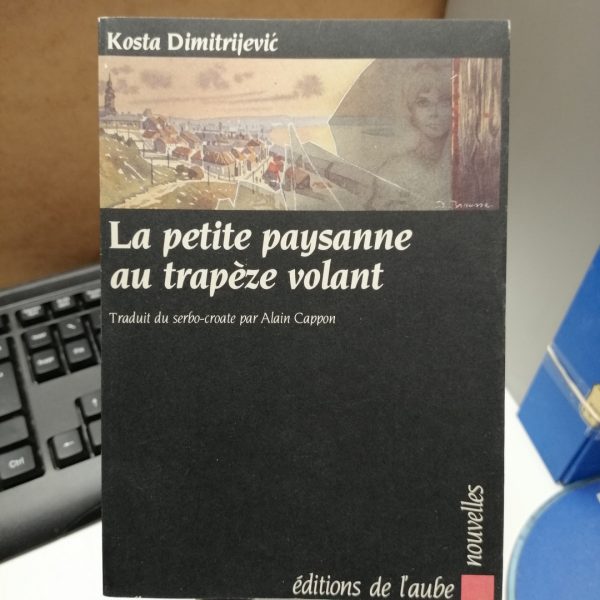 Kosta Dimitrijević
La petite paysanne
au trapèze volant
Traduit du serbo-croate par Alain Cappon
nouvelles
éditions de l'aube
Ctrl